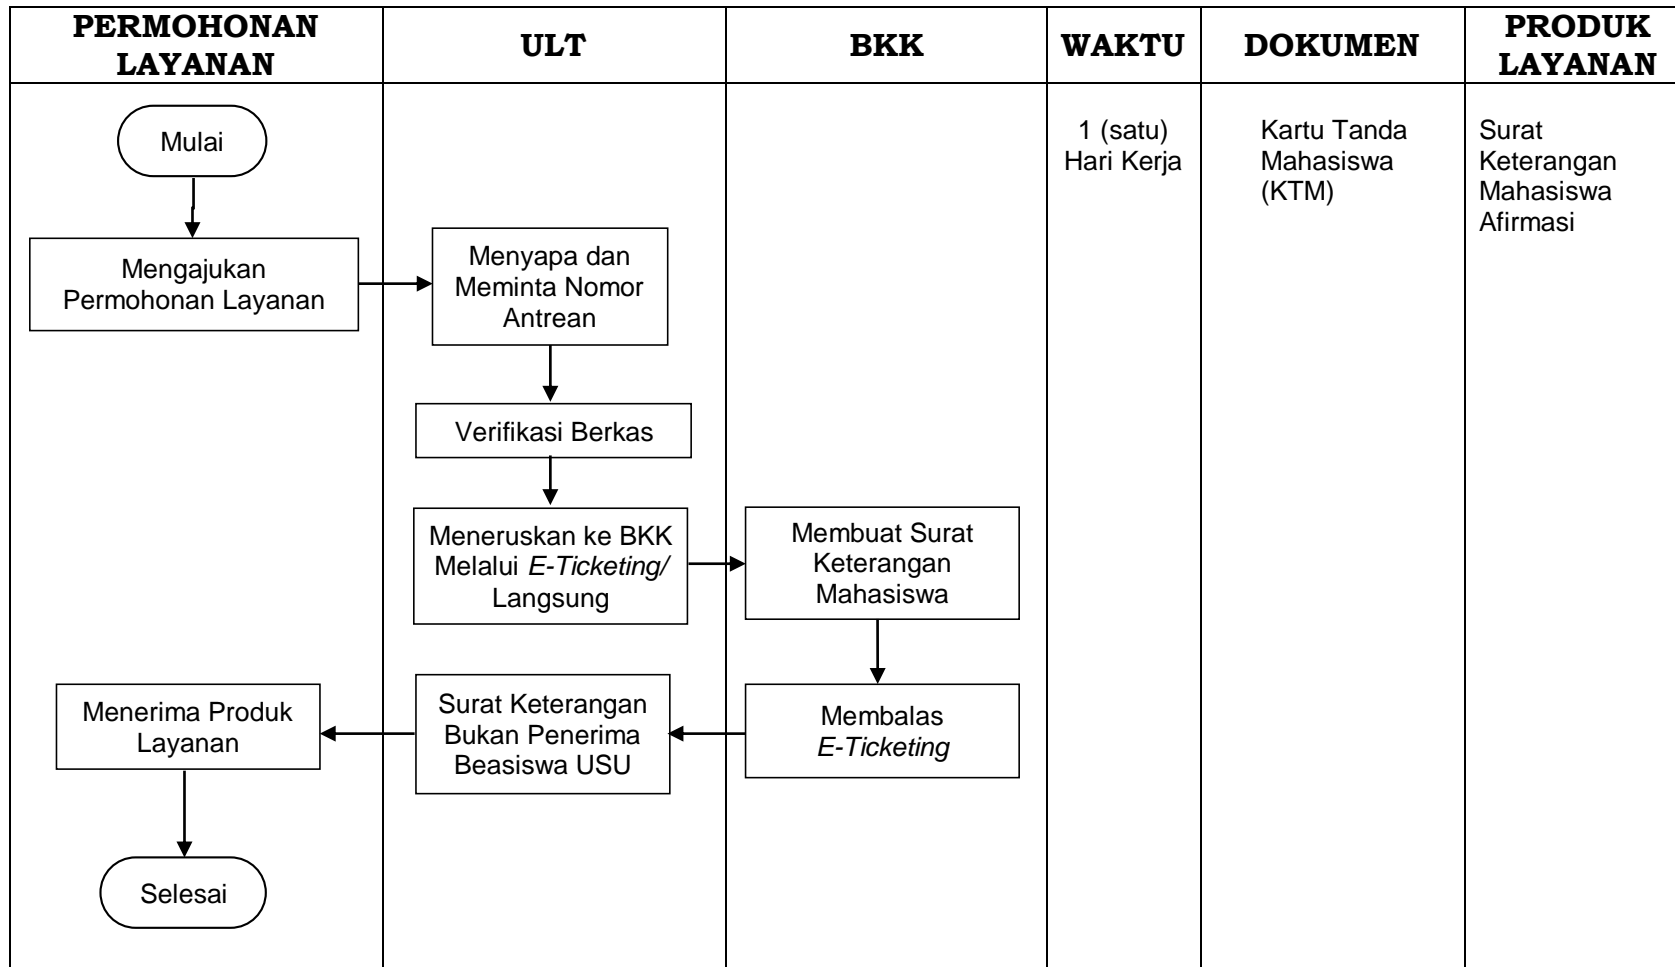 PERMOHONAN
LAYANAN
ULT
BKK
WAKTU
DOKUMEN
PRODUK
LAYANAN
Mulai
1 (satu)
Hari Kerja
Kartu Tanda
Mahasiswa
(KTM)
Surat
Keterangan
Mahasiswa
Afirmasi
Mengajukan
Permohonan Layanan
Menyapa dan
Meminta Nomor
Antrean
Verifikasi Berkas
Meneruskan ke BKK
Melalui E-Ticketing/
Langsung
Membuat Surat
Keterangan
Mahasiswa
Membalas
E-Ticketing
Surat Keterangan
Bukan Penerima
Beasiswa USU
Menerima Produk
Layanan
Selesai